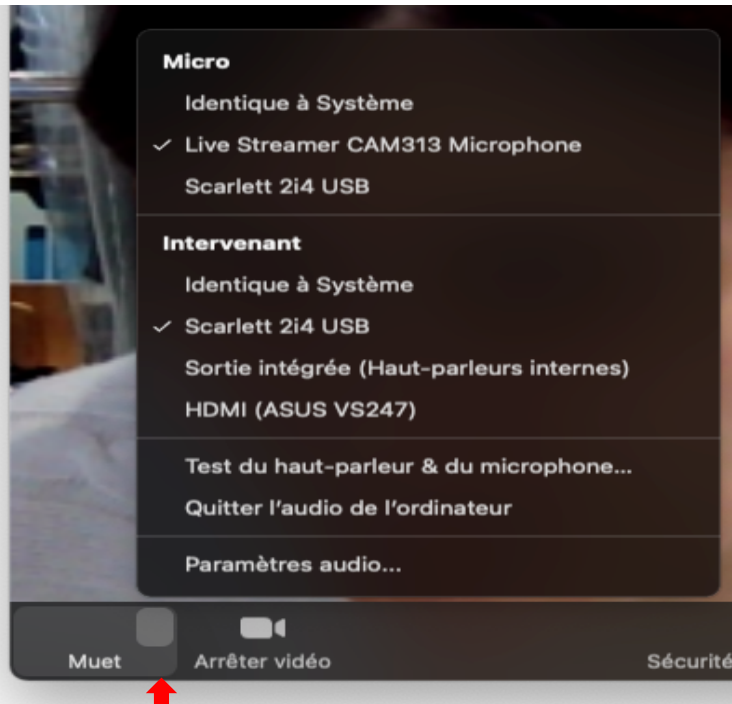 Micro
Identique à Système
✓ Live Streamer CAM313 Microphone
Scarlett 2i4 USB
Intervenant
Identique à Système
✓ Scarlett 2i4 USB
Sortie intégrée (Haut-parleurs internes)
HDMI (ASUS VS247)
Test du haut-parleur & du microphone...
Quitter l'audio de l'ordinateur
Paramètres audio...
Muet
Arrêter vidéo
Sécurité